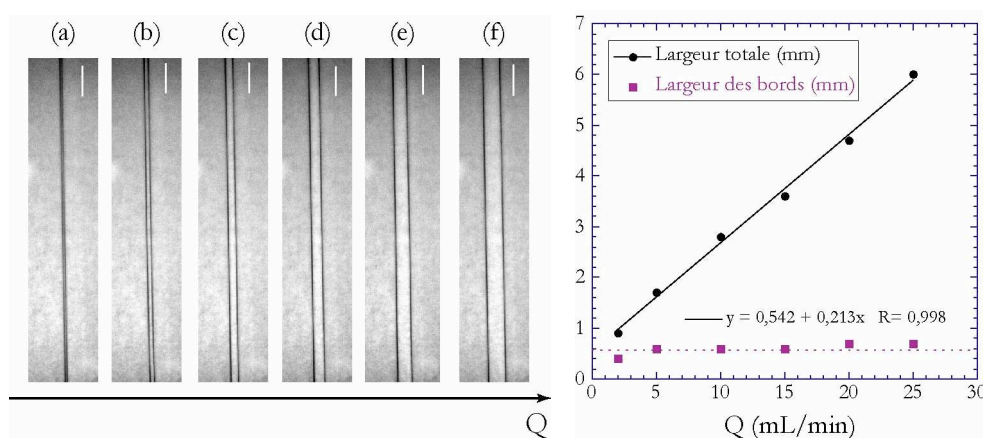 (a) (b) (c) (d) (e) (f)
Q
7
6
5
4
3
2
1
0
Largeur totale (mm)
Largeur des bords (mm)
y = 0,542 + 0,213x R= 0,998
0 5 10 15 20 25 30
Q (mL/min)